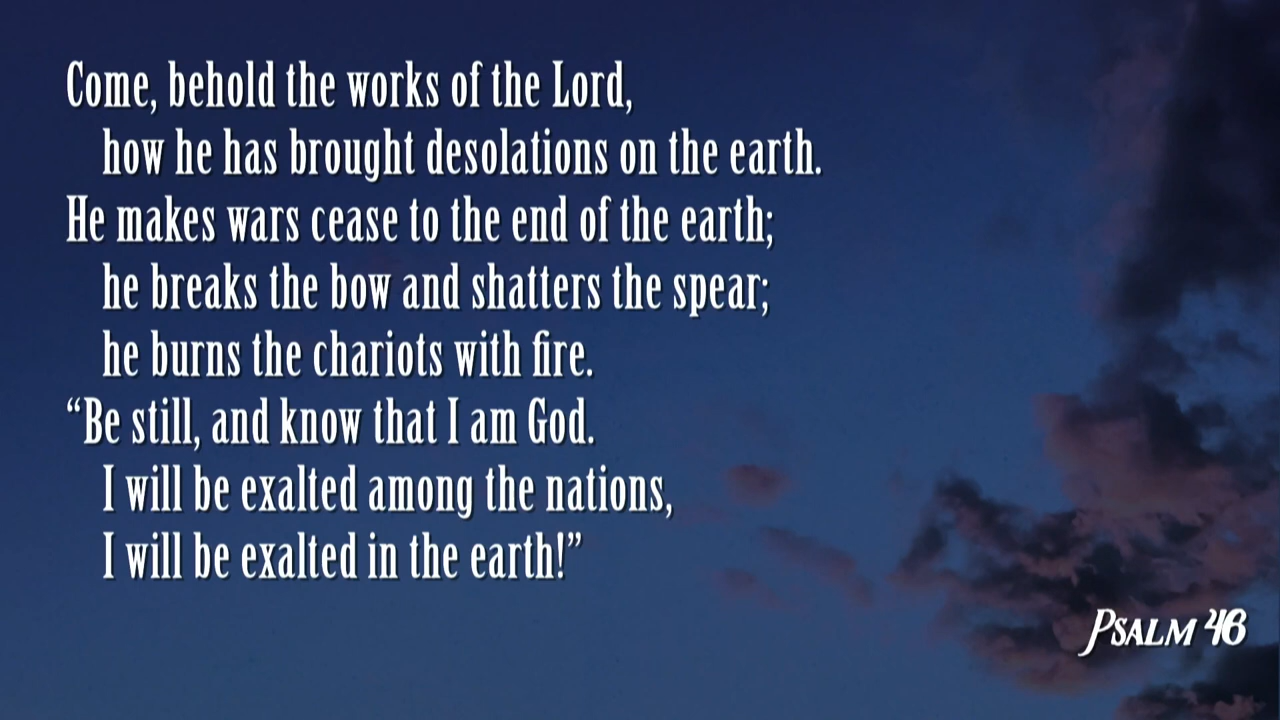 Come, behold the works of the Lord,
how he has brought desolations on the earth.
He makes wars cease to the end of the earth;
he breaks the bow and shatters the spear;
he burns the chariots with fire.
“Be still, and know that I am God.
I will be exalted among the nations,
I will be exalted in the earth!”
Psalm 46